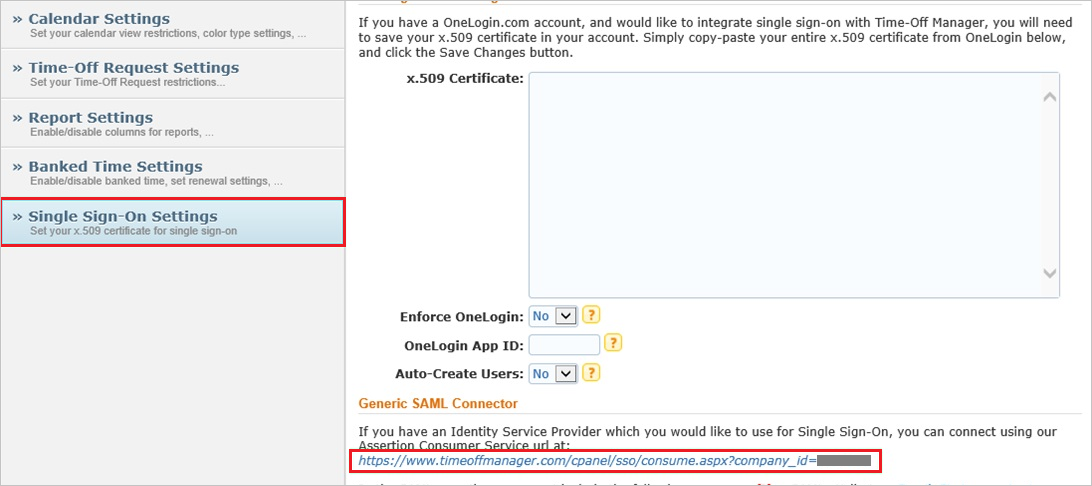 » Calendar Settings
Set your calendar view restrictions, color type settings, ...
» Time-Off Request Settings
Set your Time-Off Request restrictions...
» Report Settings
Enable/disable columns for reports, ...
» Banked Time Settings
Enable/disable banked time, set renewal settings, ...
» Single Sign-On Settings
Set your x.509 certificate for single sign-on
If you have a OneLogin.com account, and would like to integrate single sign-on with Time-Off Manager, you will need
to save your x.509 certificate in your account. Simply copy-paste your entire x.509 certificate from OneLogin below,
and click the Save Changes button.
x.509 Certificate:
Enforce OneLogin: No ?
OneLogin App ID: ?
Auto-Create Users: No ?
Generic SAML Connector
If you have an Identity Service Provider which you would like to use for Single Sign-On, you can connect using our
Assertion Consumer Service url at:
https://www.timeoffmanager.com/cpanel/sso/consume.aspx?company_id=